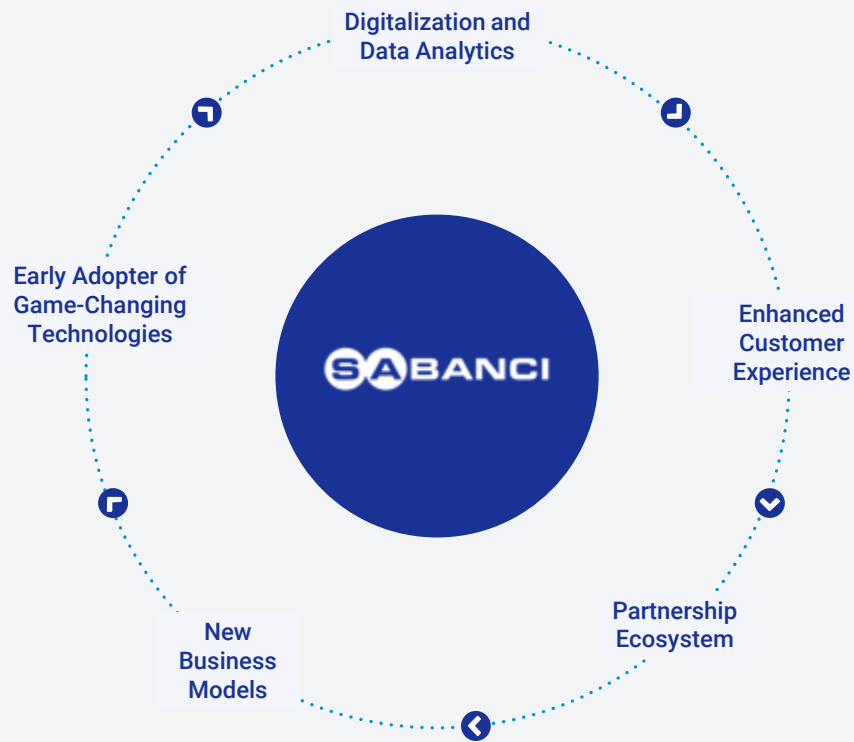 Digitalization and
Data Analytics
Early Adopter of
Game-Changing
Technologies
Enhanced
Customer
Experience
SABANCI
Partnership
Ecosystem
New
Business
Models